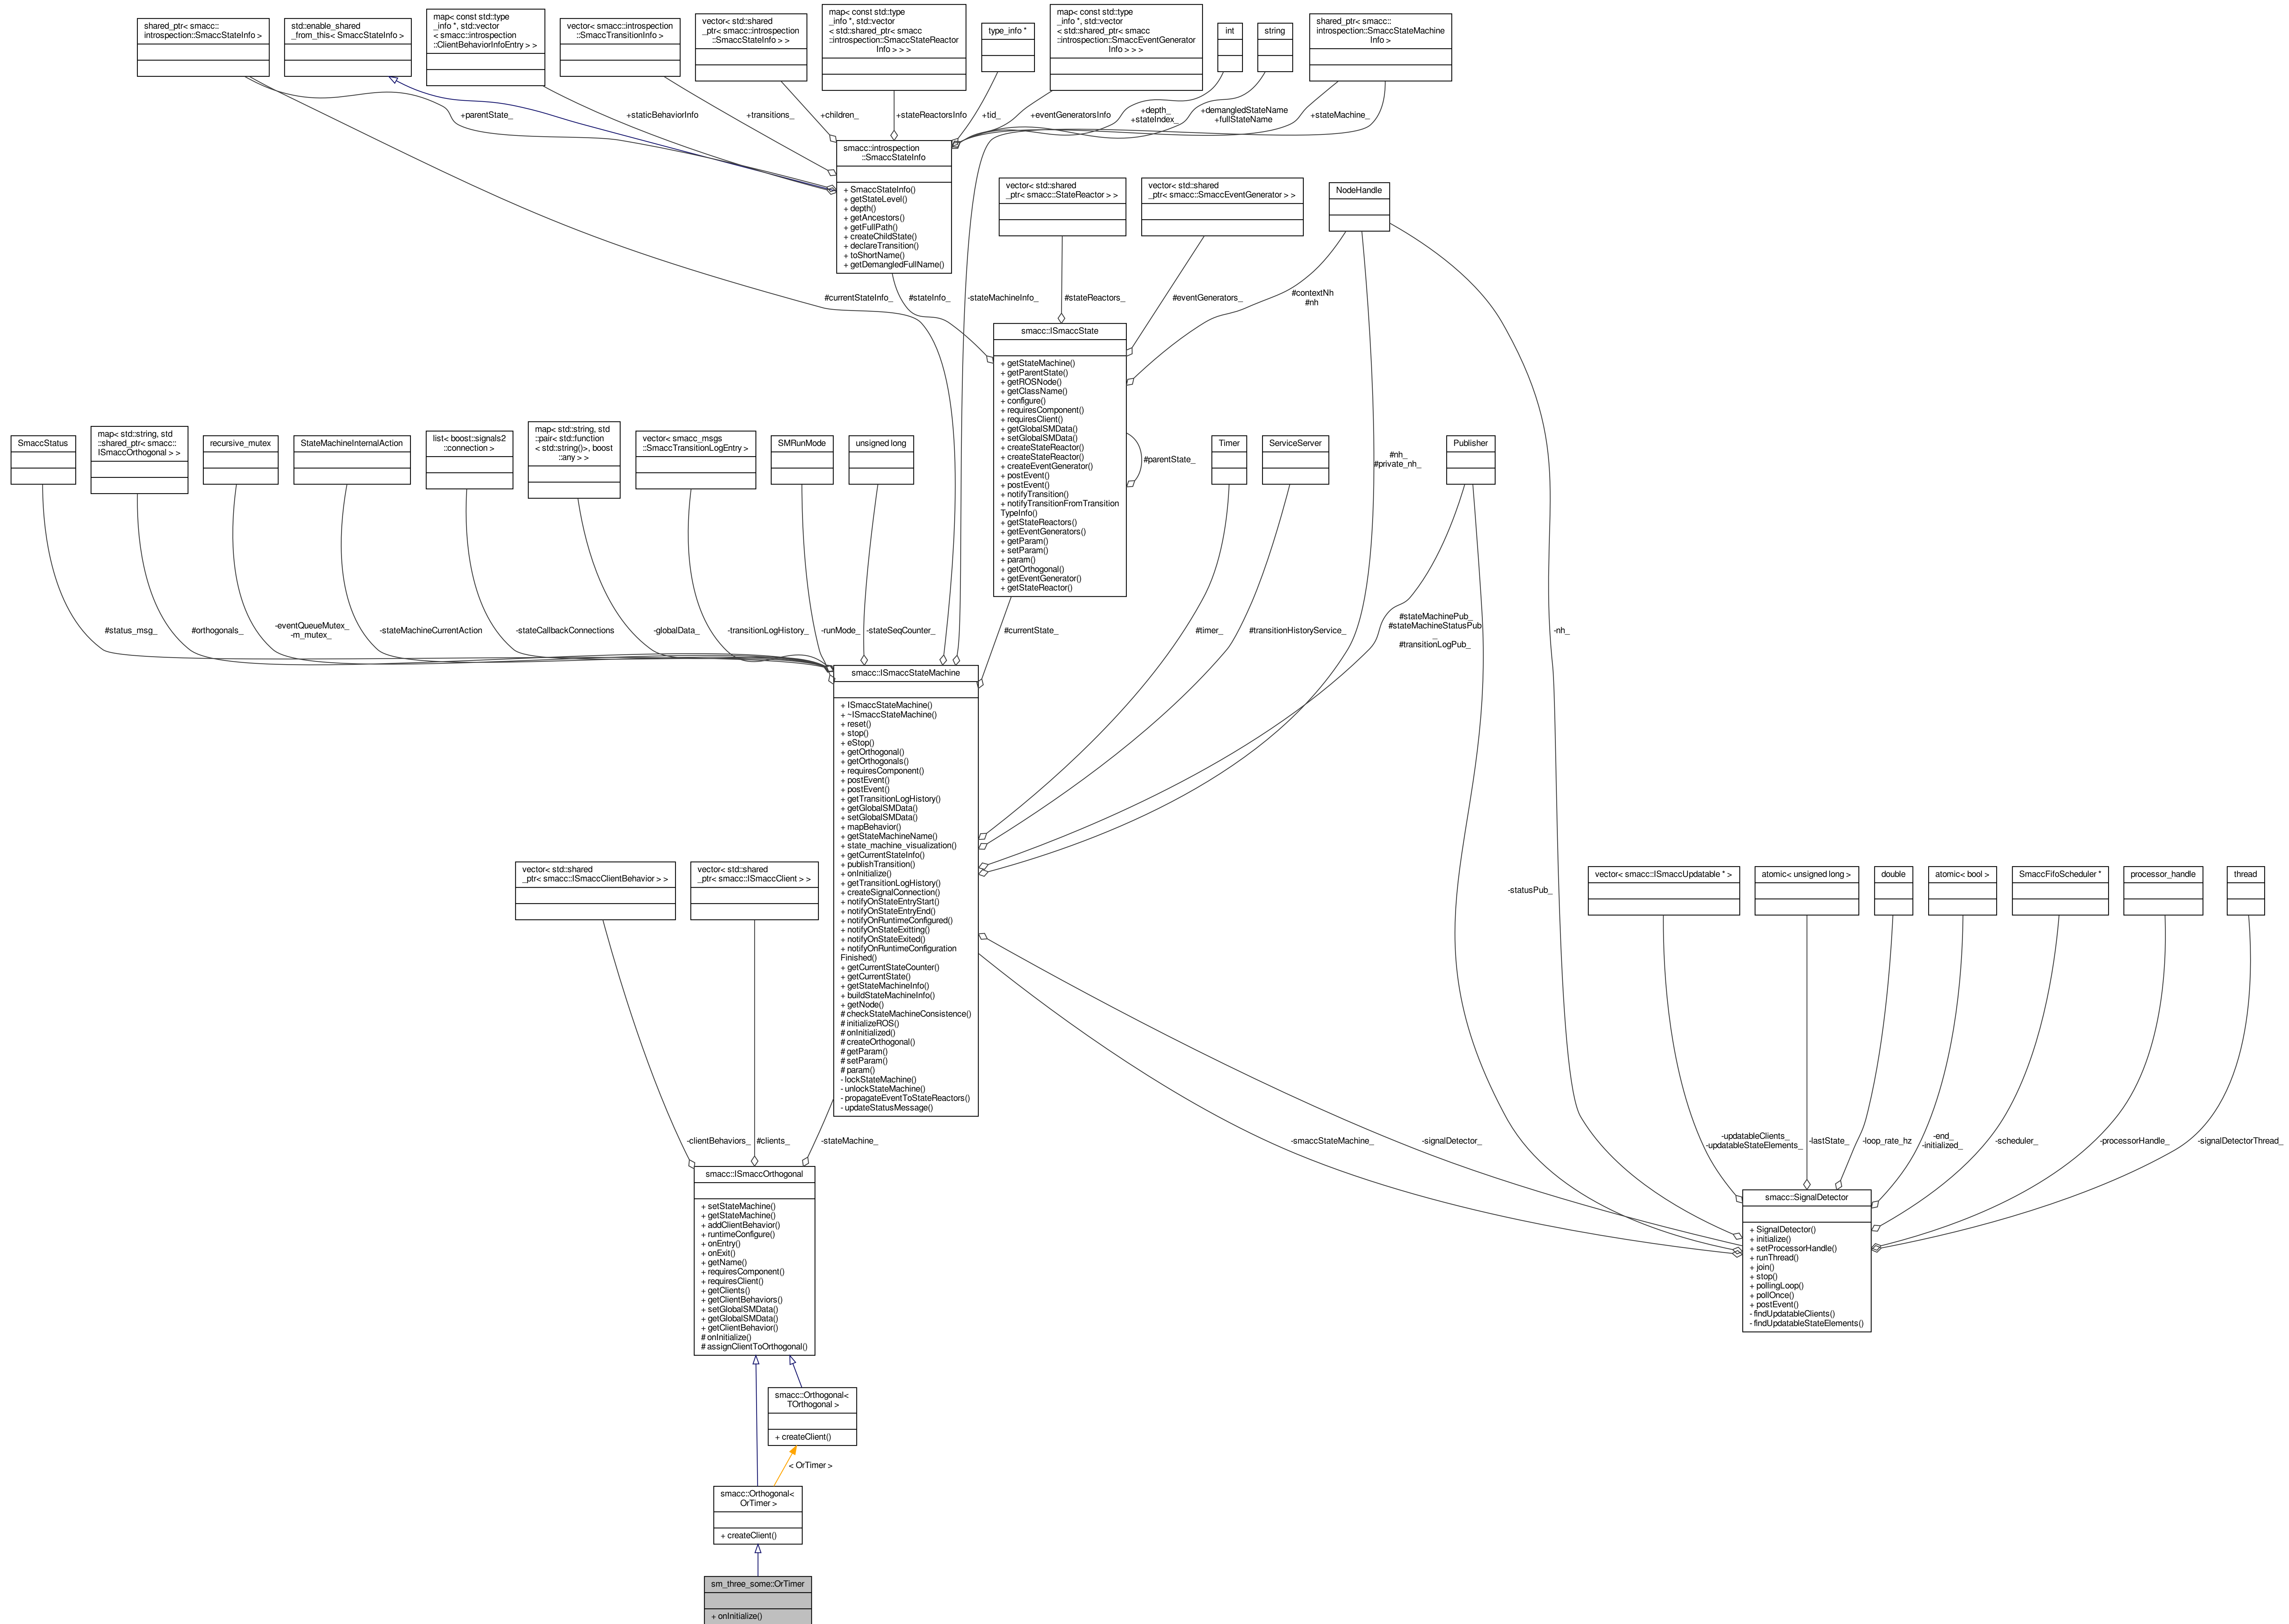 shared_ptr< smacc::
introspection::SmaccStateInfo >
std::enable_shared
_from_this< SmaccStateInfo >
map< const std::type
_info *, std::vector
< smacc::introspection
::ClientBehaviorInfoEntry > >
vector< smacc::introspection
::SmaccTransitionInfo >
vector< std::shared
_ptr< smacc::introspection
::SmaccStateInfo > >
map< const std::type
_info *, std::vector
< std::shared_ptr< smacc
::introspection::SmaccStateReactor
Info > > >
type_info *
map< const std::type
_info *, std::vector
< std::shared_ptr< smacc
::introspection::SmaccEventGenerator
Info > > >
int
string
shared_ptr< smacc::
introspection::SmaccStateMachine
Info >
+parentState_
+staticBehaviorInfo
+transitions_
+children_
+stateReactorsInfo
+tid_
+eventGeneratorsInfo
+depth_
+stateIndex_
+demangledStateName
+fullStateName
+stateMachine_
smacc::introspection
::SmaccStateInfo
+ SmaccStateInfo()
+ getStateLevel()
+ depth()
+ getAncestors()
+ getFullPath()
+ createChildState()
+ declareTransition()
+ toShortName()
+ getDemangledFullName()
vector< std::shared
_ptr< smacc::StateReactor > >
vector< std::shared
_ptr< smacc::SmaccEventGenerator > >
NodeHandle
#currentStateInfo_
#stateInfo_
-stateMachineInfo_
#stateReactors_
#eventGenerators_
#contextNh
#nh
smacc::ISmaccState
+ getStateMachine()
+ getParentState()
+ getROSNode()
+ getClassName()
+ configure()
+ requiresComponent()
+ requiresClient()
+ getGlobalSMData()
+ setGlobalSMData()
+ createStateReactor()
+ createStateReactor()
+ createEventGenerator()
+ postEvent()
+ postEvent()
+ notifyTransition()
+ notifyTransitionFromTransition
TypeInfo()
+ getStateReactors()
+ getEventGenerators()
+ getParam()
+ setParam()
+ param()
+ getOrthogonal()
+ getEventGenerator()
+ getStateReactor()
#parentState_
SmaccStatus
map< std::string, std
::shared_ptr< smacc::
ISmaccOrthogonal > >
recursive_mutex
StateMachineInternalAction
list< boost::signals2
::connection >
map< std::string, std
::pair< std::function
< std::string()>, boost
::any > >
vector< smacc_msgs
::SmaccTransitionLogEntry >
SMRunMode
unsigned long
Timer
ServiceServer
Publisher
#nh_
#private_nh_
#status_msg_
#orthogonals_
-eventQueueMutex_
-m_mutex_
-stateMachineCurrentAction
-stateCallbackConnections
-globalData_
-transitionLogHistory_
-runMode_
-stateSeqCounter_
#currentState_
#timer_
#transitionHistoryService_
#stateMachinePub_
#stateMachineStatusPub
_
#transitionLogPub_
-nh_
smacc::ISmaccStateMachine
+ ISmaccStateMachine()
+ ~ISmaccStateMachine()
+ reset()
+ stop()
+ eStop()
+ getOrthogonal()
+ getOrthogonals()
+ requiresComponent()
+ postEvent()
+ postEvent()
+ getTransitionLogHistory()
+ getGlobalSMData()
+ setGlobalSMData()
+ mapBehavior()
+ getStateMachineName()
+ state_machine_visualization()
+ getCurrentStateInfo()
+ publishTransition()
+ onInitialize()
+ getTransitionLogHistory()
+ createSignalConnection()
+ notifyOnStateEntryStart()
+ notifyOnStateEntryEnd()
+ notifyOnRuntimeConfigured()
+ notifyOnStateExitting()
+ notifyOnStateExited()
+ notifyOnRuntimeConfiguration
Finished()
+ getCurrentStateCounter()
+ getCurrentState()
+ getStateMachineInfo()
+ buildStateMachineInfo()
+ getNode()
# checkStateMachineConsistence()
# initializeROS()
# onInitialized()
# createOrthogonal()
# getParam()
# setParam()
# param()
- lockStateMachine()
- unlockStateMachine()
- propagateEventToStateReactors()
- updateStatusMessage()
vector< std::shared
_ptr< smacc::ISmaccClientBehavior > >
vector< std::shared
_ptr< smacc::ISmaccClient > >
-statusPub_
vector< smacc::ISmaccUpdatable * >
atomic< unsigned long >
double
atomic< bool >
SmaccFifoScheduler *
processor_handle
thread
-clientBehaviors_
#clients_
-stateMachine_
-smaccStateMachine_
-signalDetector_
-updatableClients_
-updatableStateElements_
-lastState_
-loop_rate_hz
-end_
-initialized_
-scheduler_
-processorHandle_
-signalDetectorThread_
smacc::ISmaccOrthogonal
+ setStateMachine()
+ getStateMachine()
+ addClientBehavior()
+ runtimeConfigure()
+ onEntry()
+ onExit()
+ getName()
+ requiresComponent()
+ requiresClient()
+ getClients()
+ getClientBehaviors()
+ setGlobalSMData()
+ getGlobalSMData()
+ getClientBehavior()
# onInitialize()
# assignClientToOrthogonal()
smacc::SignalDetector
+ SignalDetector()
+ initialize()
+ setProcessorHandle()
+ runThread()
+ join()
+ stop()
+ pollingLoop()
+ pollOnce()
+ postEvent()
- findUpdatableClients()
- findUpdatableStateElements()
smacc::Orthogonal<
TOrthogonal >
+ createClient()
< OrTimer >
smacc::Orthogonal<
OrTimer >
+ createClient()
sm_three_some::OrTimer
+ onInitialize()